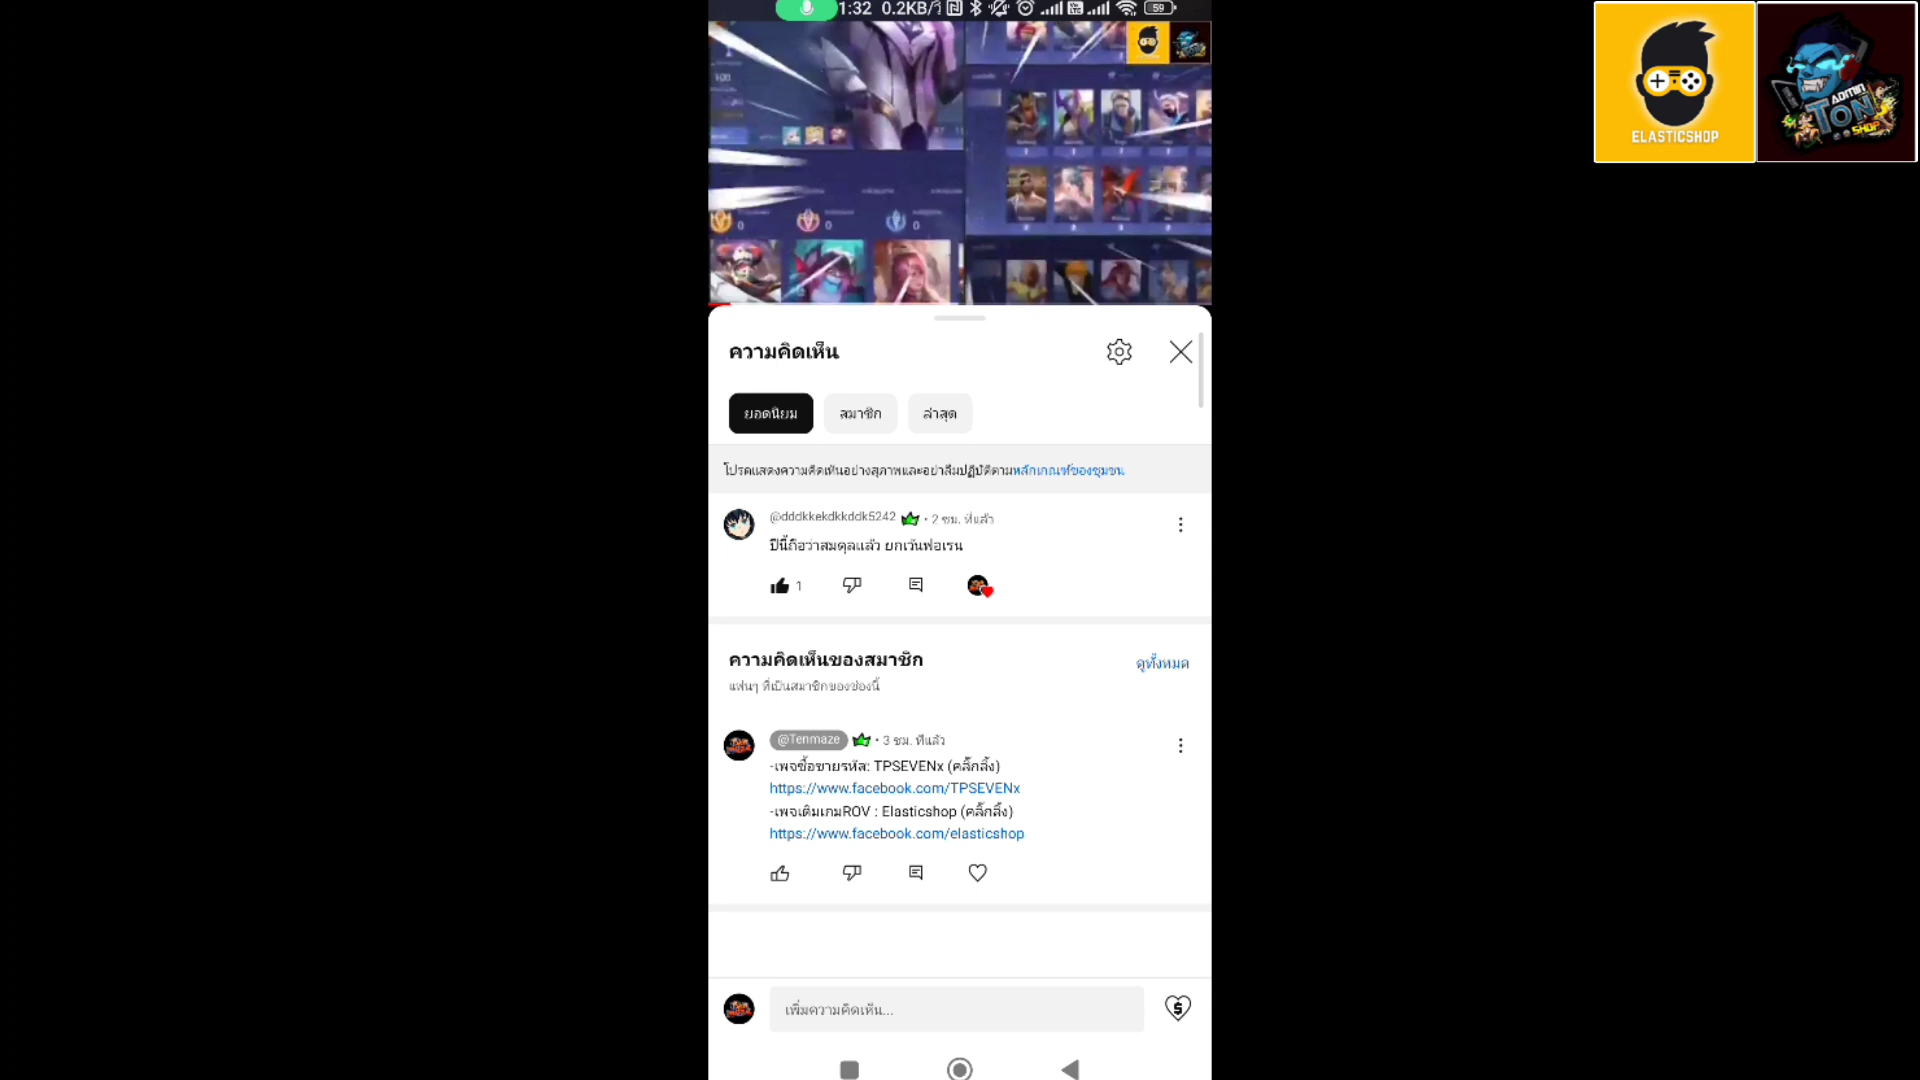 1:32 0.2KB/
59
ELASTICSHOP
ADMIN
TON
SHOP
ความคิดเห็น
ยอดนิยม
สมาชิก
ล่าสุด
โปรดแสดงความคิดเห็นอย่างสุภาพและอย่าลืมปฏิบัติตามหลักเกณฑ์ของชุมชน
@dddkkekdkkddk5242 • 2 ชม. ที่แล้ว
ปีนี้ถือว่าสมดุลแล้ว ยกเว้นฟอเรน
1
ความคิดเห็นของสมาชิก
ดูทั้งหมด
แฟนๆ ที่เป็นสมาชิกของช่องนี้
@Tenmaze • 3 ชม. ที่แล้ว
-เพจซื้อขายรหัส: TPSEVENx (คลิ๊กลิ้ง)
https://www.facebook.com/TPSEVENx
-เพจเติมเกมROV : Elasticshop (คลิ๊กลิ้ง)
https://www.facebook.com/elasticshop
เพิ่มความคิดเห็น...